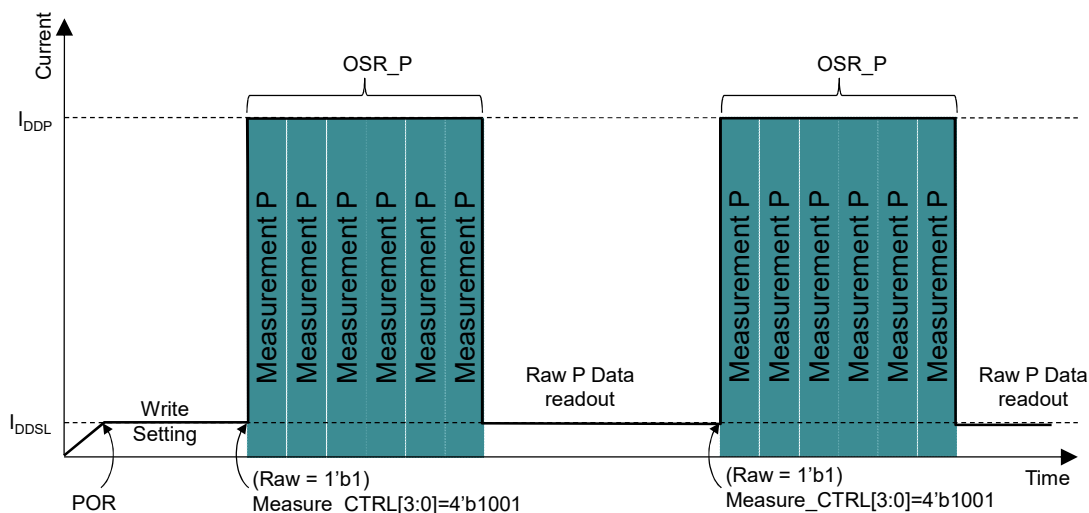 Current
OSR_P
OSR_P
IDDP
Measurement P
Measurement P
Measurement P
Measurement P
Measurement P
Measurement P
Measurement P
Measurement P
Measurement P
Measurement P
Measurement P
Measurement P
Raw P Data
readout
Raw P Data
readout
IDDSL
Write
Setting
POR
(Raw = 1’b1)
Measure_CTRL[3:0]=4’b1001
(Raw = 1’b1)
Measure_CTRL[3:0]=4’b1001
Time